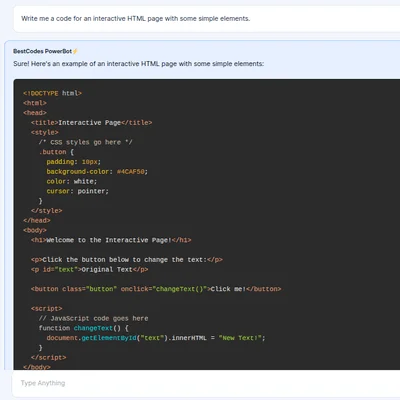 Write me a code for an interactive HTML page with some simple elements.
BestCodes PowerBot⚡
Sure! Here's an example of an interactive HTML page with some simple elements:
<!DOCTYPE html>
<html>
<head>
<title>Interactive Page</title>
<style>
/* CSS styles go here */
.button {
padding: 10px;
background-color: #4CAF50;
color: white;
cursor: pointer;
}
</style>
</head>
<body>
<h1>Welcome to the Interactive Page!</h1>
<p>Click the button below to change the text:</p>
<p id="text">Original Text</p>
<button class="button" onclick="changeText()">Click me!</button>
<script>
// JavaScript code goes here
function changeText() {
document.getElementById("text").innerHTML = "New Text!";
}
</script>
</body>
Type Anything